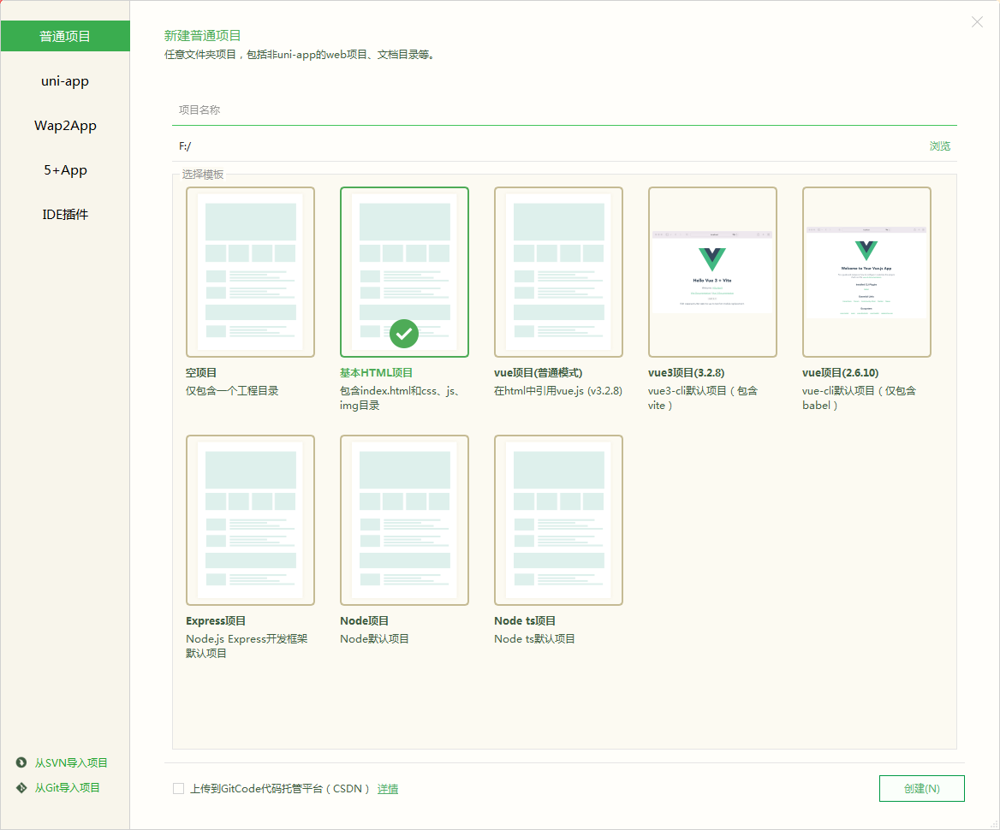 普通项目
uni-app
Wap2App
5+App
IDE插件
从SVN导入项目
从Git导入项目
新建普通项目
任意文件夹项目，包括非uni-app的web项目、文档目录等。
项目名称
F:/
浏览
选择模板
Hello Vue 3 + Vite
Welcome to Your Vue.js App
空项目
仅包含一个工程目录
基本HTML项目
包含index.html和css、js、
img目录
vue项目(普通模式)
在html中引用vue.js (v3.2.8)
vue3项目(3.2.8)
vue3-cli默认项目（包含
vite）
vue项目(2.6.10)
vue-cli默认项目（仅包含
babel）
Express项目
Node.js Express开发框架
默认项目
Node项目
Node默认项目
Node ts项目
Node ts默认项目
上传到GitCode代码托管平台（CSDN） 详情
创建(N)